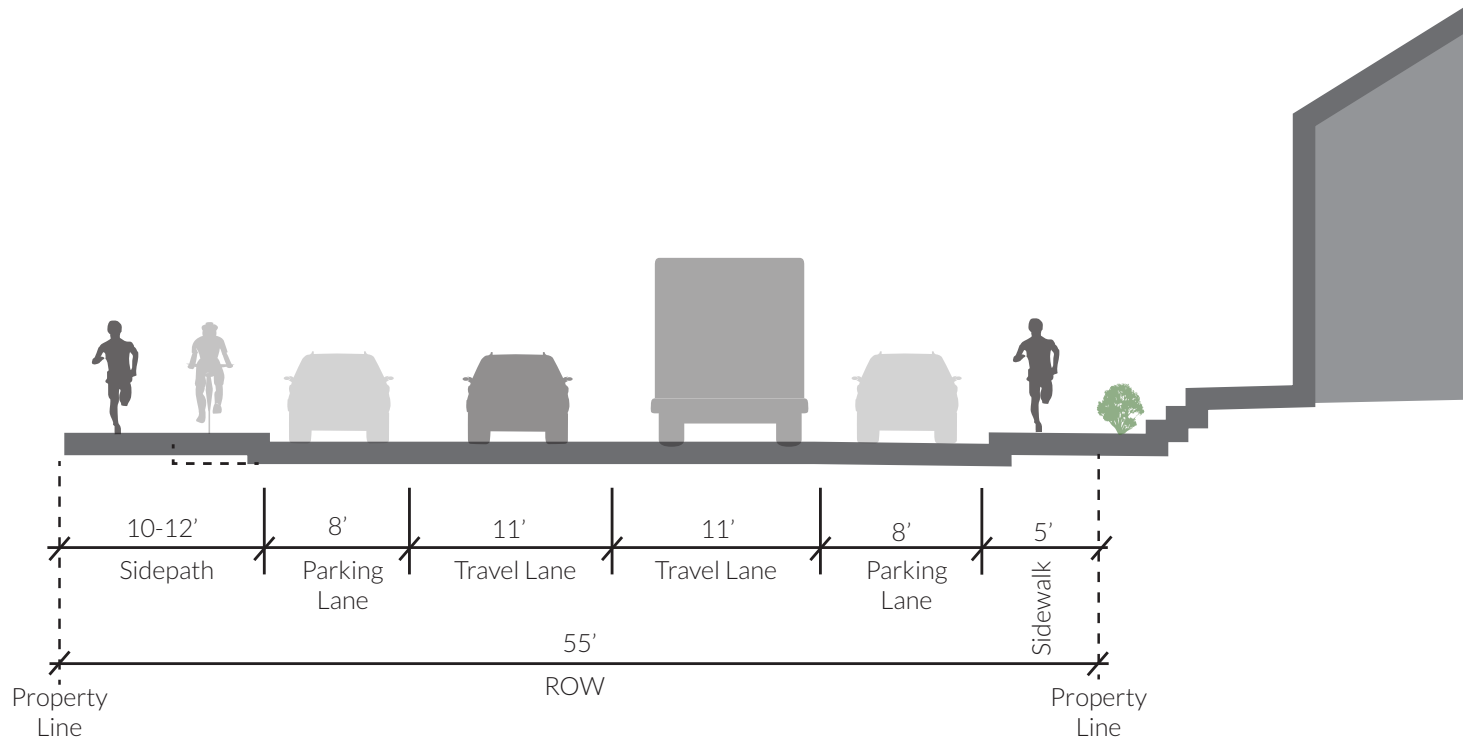 10-12’
8’
11’
11’
8’
5’
Sidepath
Parking
Lane
Travel Lane
Travel Lane
Parking
Lane
Sidewalk
55’
ROW
Property
Line
Property
Line